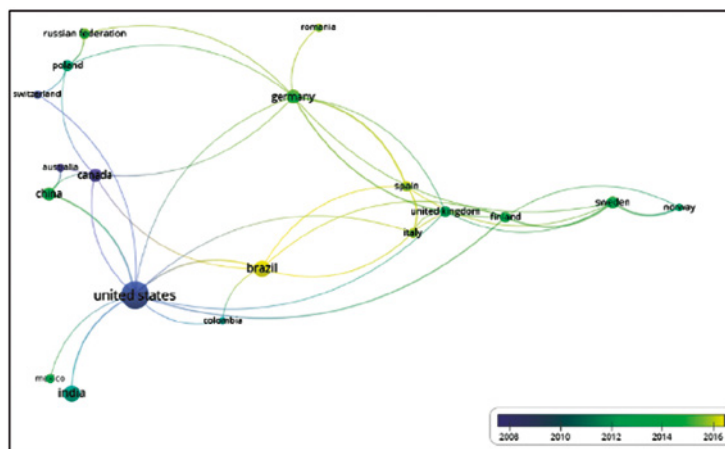 romania
russian federation
poland
germany
switzerland
australia
canada
china
spain
united kingdom
finland
sweden
norway
italy
brazil
united states
colombia
mexico
india
2008 2010 2012 2014 2016